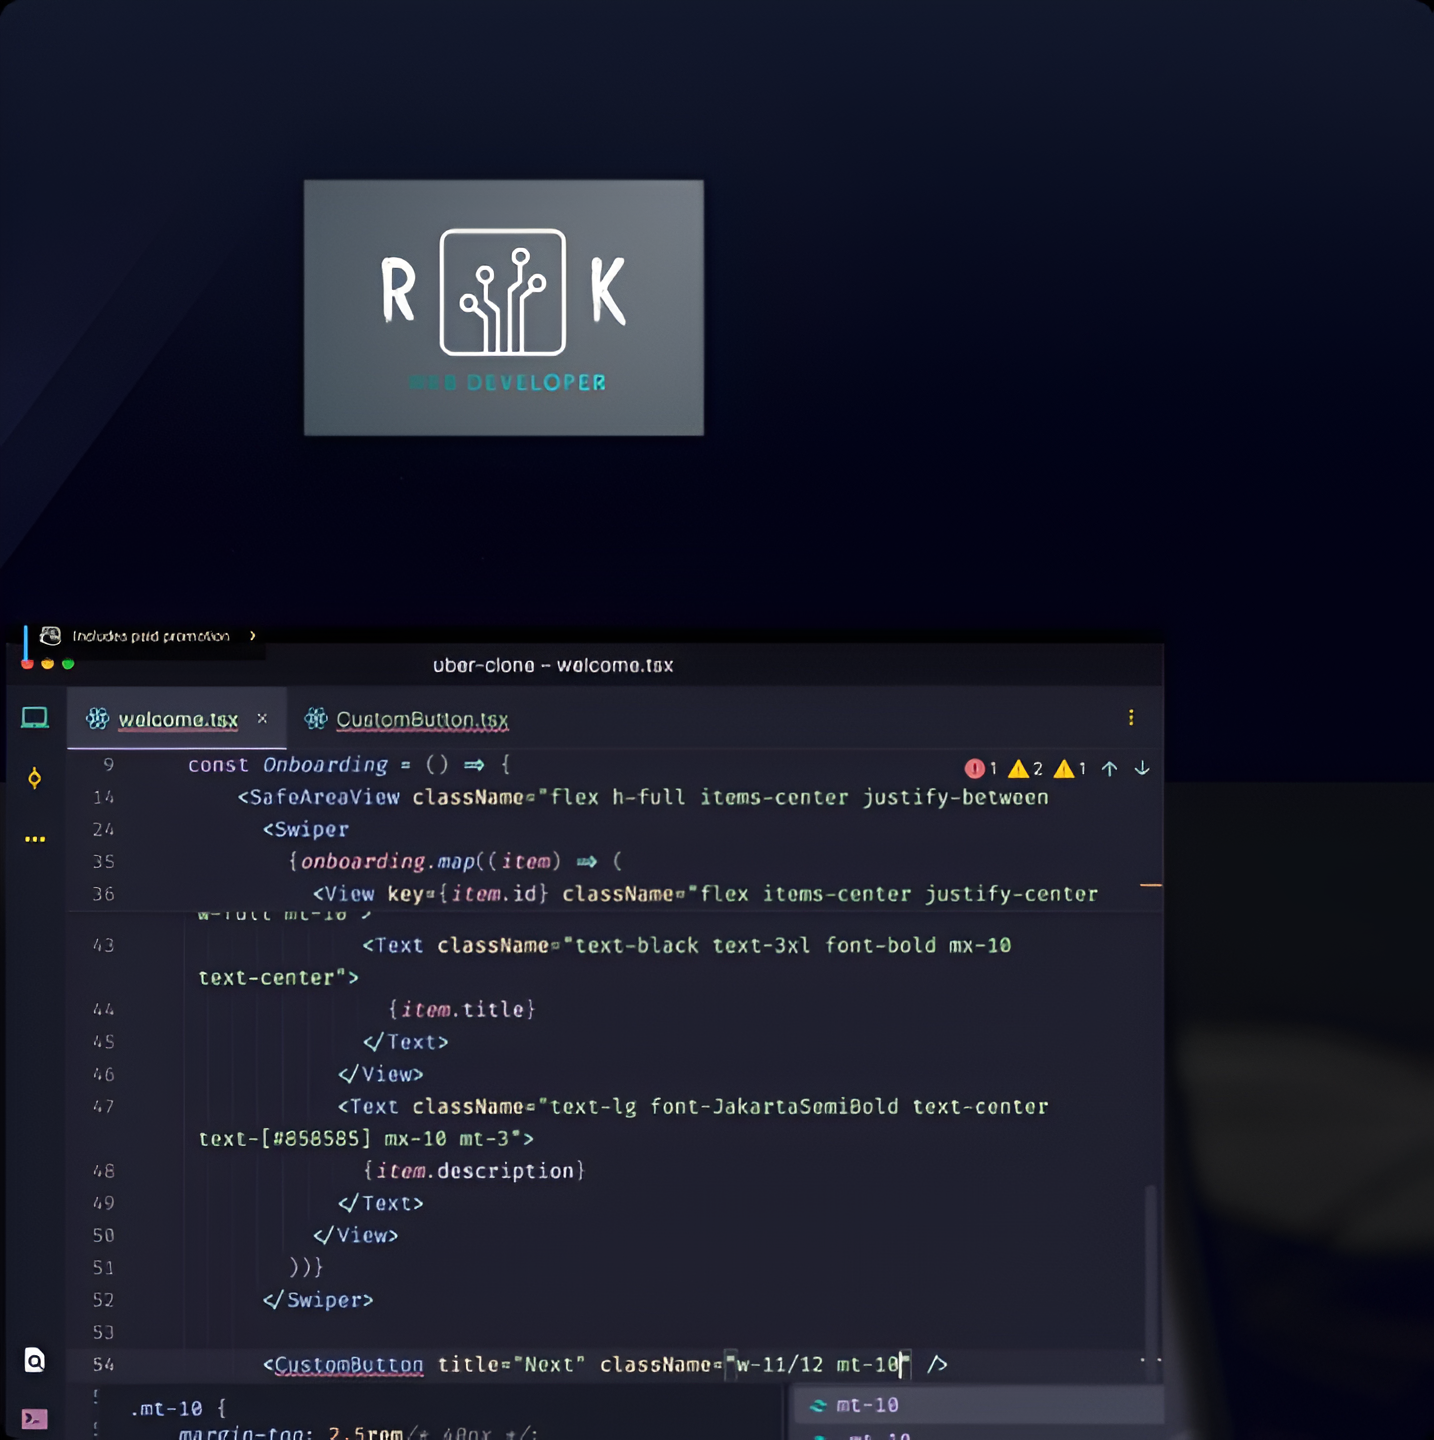 R K
WEB DEVELOPER
Includes paid promotion >
uber-clone – welcome.tsx
welcome.tsx × CustomButton.tsx
9 const Onboarding = () => {
1 2 1
14 <SafeAreaView className="flex h-full items-center justify-between
24 <Swiper
35 {onboarding.map((item) => (
36 <View key={item.id} className="flex items-center justify-center
w-full mt-10">
43 <Text className="text-black text-3xl font-bold mx-10
text-center">
44 {item.title}
45 </Text>
46 </View>
47 <Text className="text-lg font-JakartaSemiBold text-center
text-[#858585] mx-10 mt-3">
48 {item.description}
49 </Text>
50 </View>
51 ))}
52 </Swiper>
53
54 <CustomButton title="Next" className="w-11/12 mt-10" />
.mt-10 {
mt-10
margin-top: 2.5rem/* 40px */;